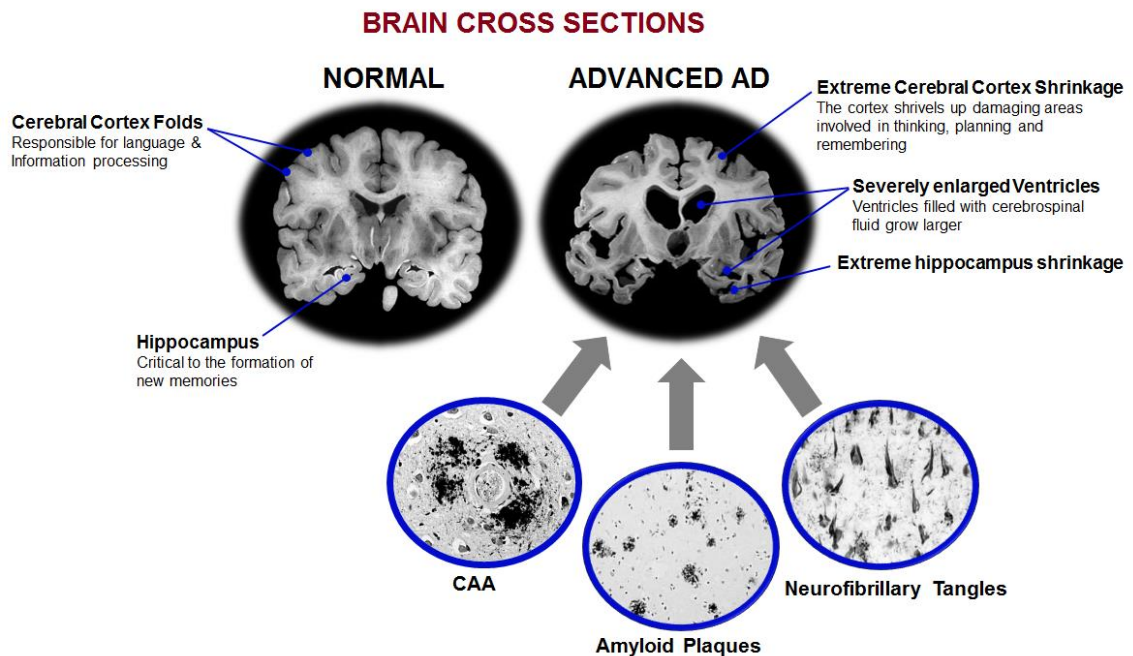 BRAIN CROSS SECTIONS
NORMAL
ADVANCED AD
Cerebral Cortex Folds
Responsible for language &
Information processing
Hippocampus
Critical to the formation of
new memories
Extreme Cerebral Cortex Shrinkage
The cortex shrivels up damaging areas
involved in thinking, planning and
remembering
Severely enlarged Ventricles
Ventricles filled with cerebrospinal
fluid grow larger
Extreme hippocampus shrinkage
CAA
Amyloid Plaques
Neurofibrillary Tangles